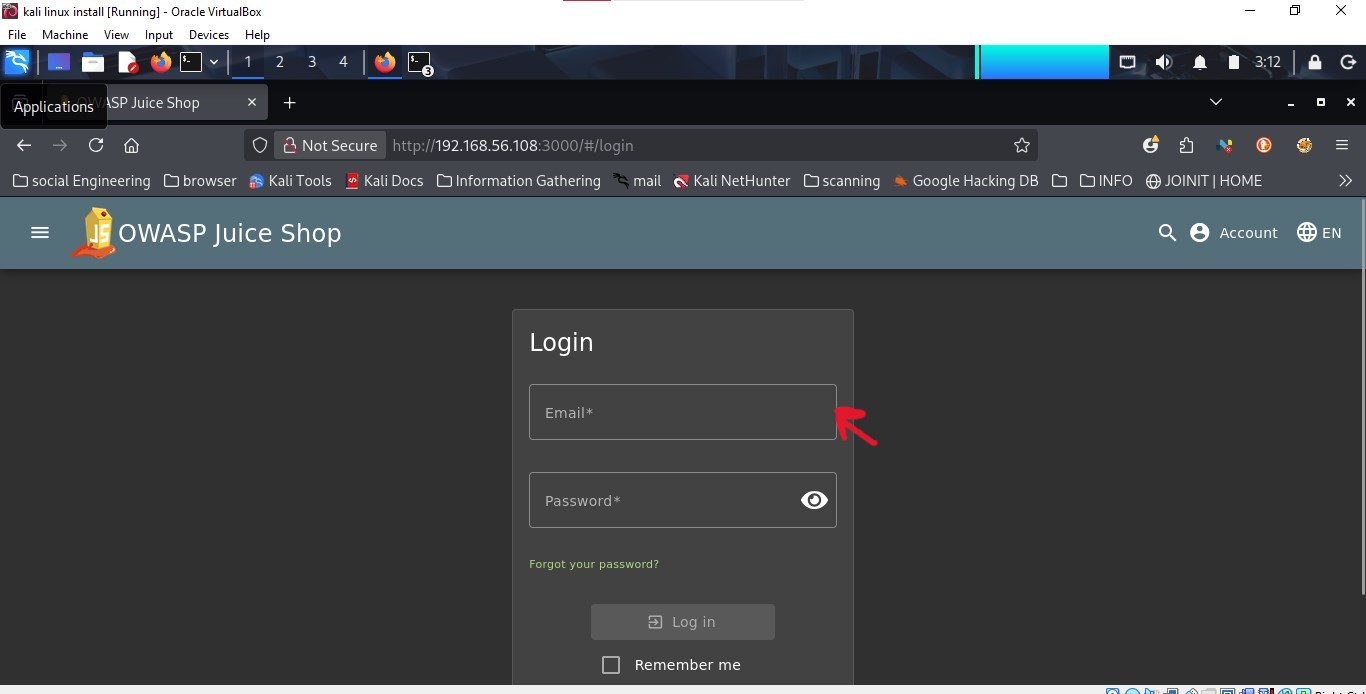 kali linux install [Running] - Oracle VirtualBox
File Machine View Input Devices Help
1 2 3 4 3 3:12
Applications
OWASP Juice Shop
Not Secure http://192.168.56.108:3000/#/login
social Engineering browser Kali Tools Kali Docs Information Gathering mail Kali NetHunter scanning Google Hacking DB INFO JOINIT | HOME
JS OWASP Juice Shop Account EN
Login
Email*
Password*
Forgot your password?
Log in
Remember me